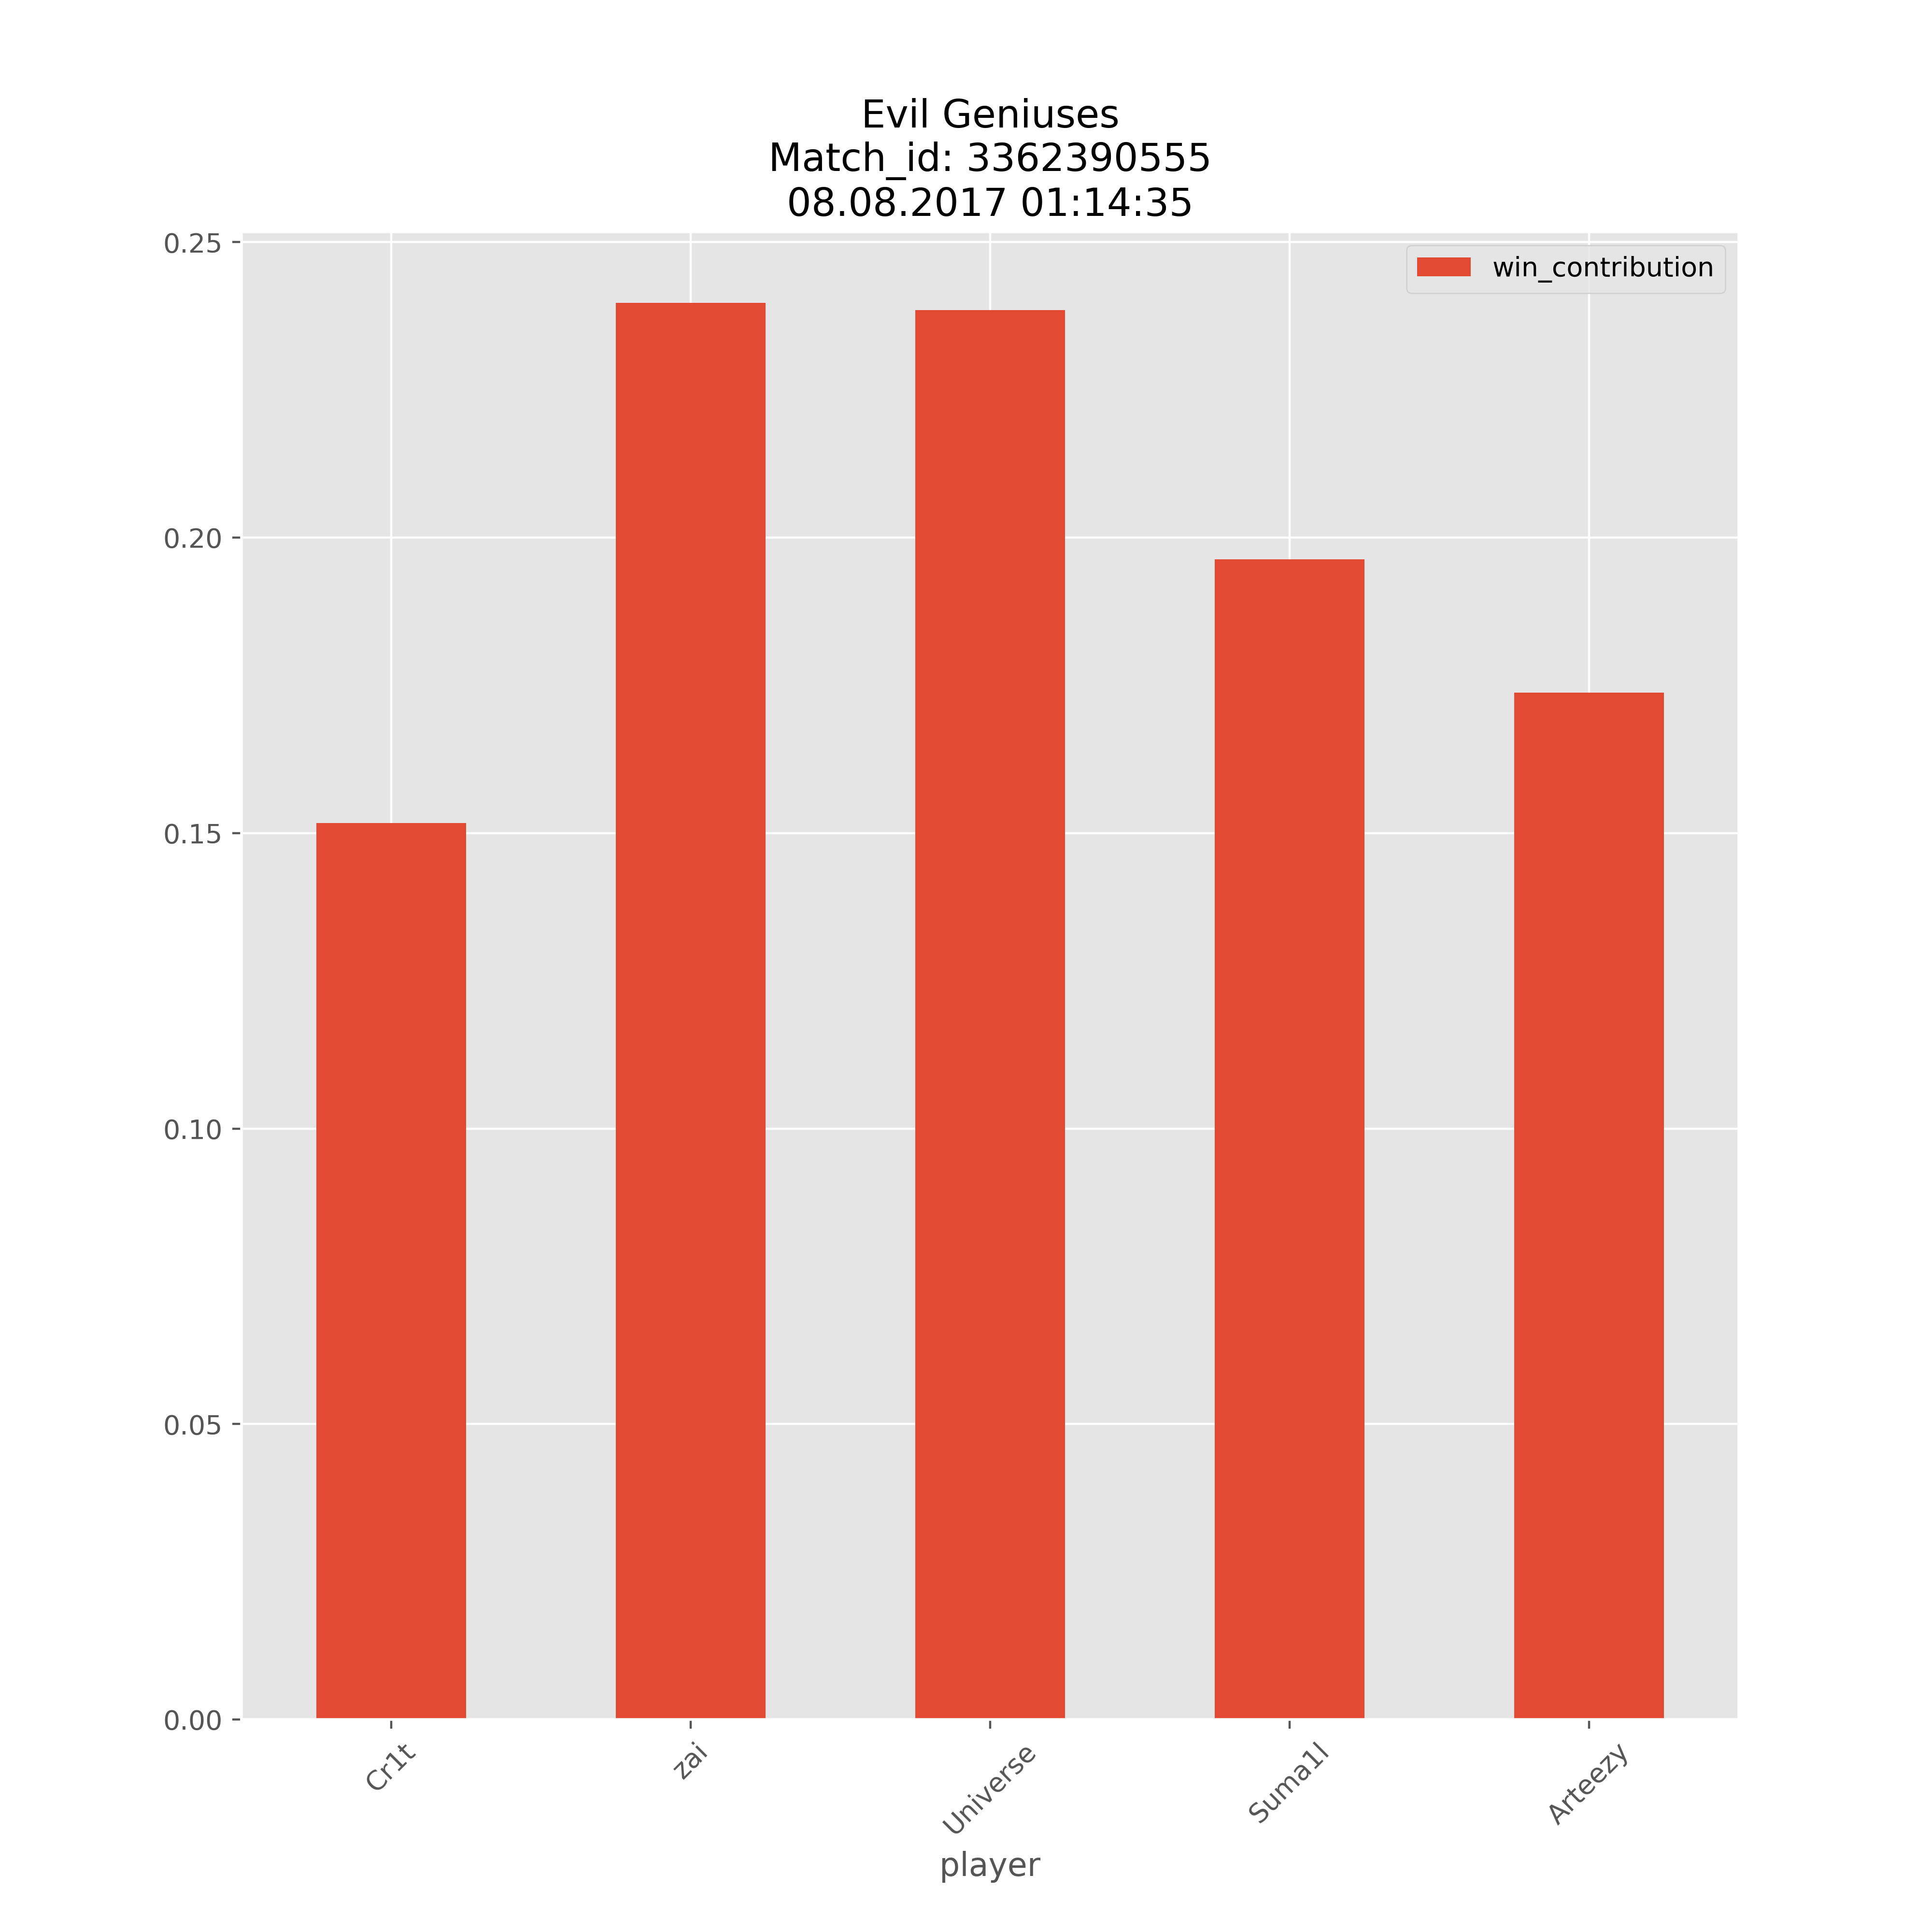 Evil Geniuses
Match_id: 3362390555
08.08.2017 01:14:35
win_contribution
0.25
0.20
0.15
0.10
0.05
0.00
Cr1t
zai
Universe
Suma1l
Arteezy
player